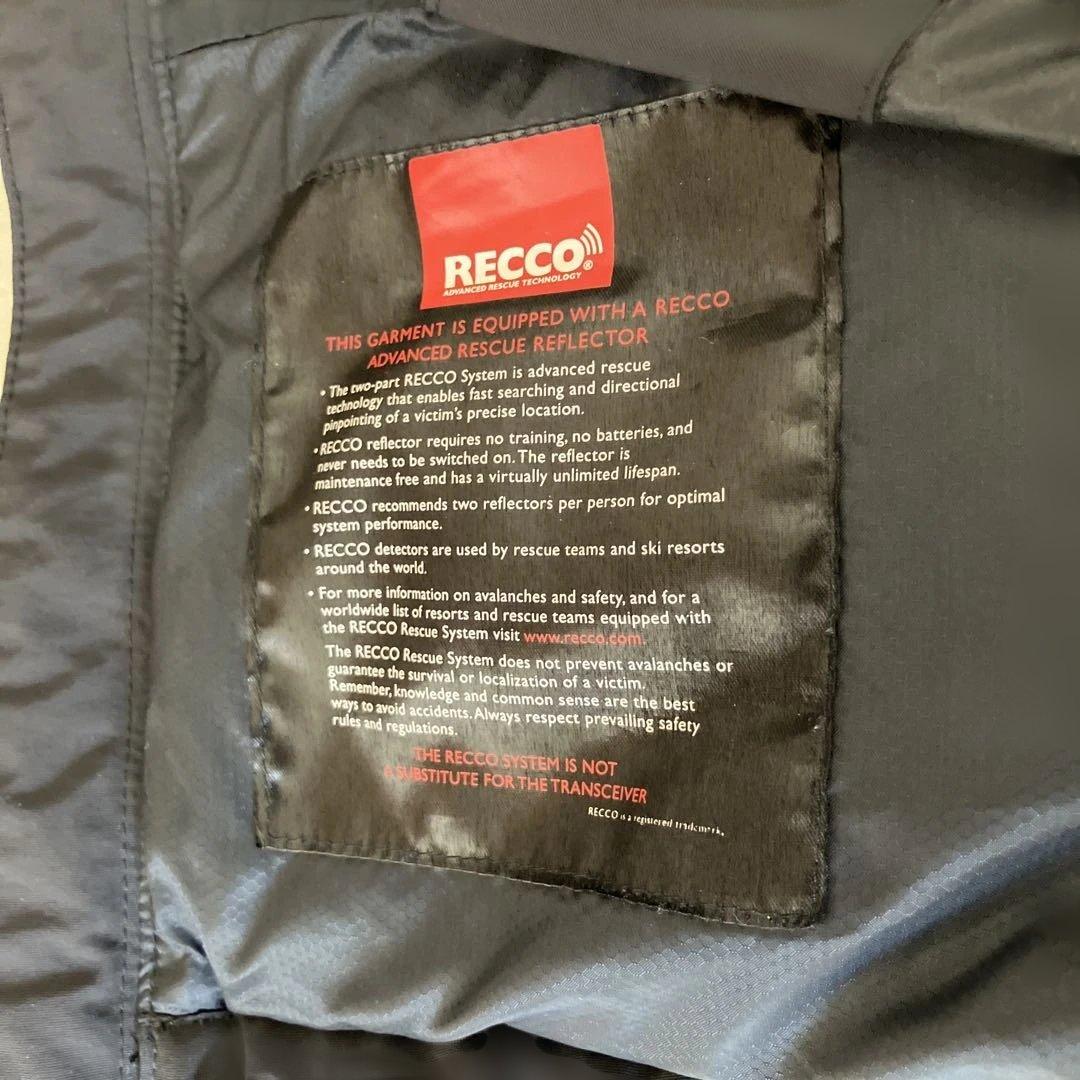 RECCO®
ADVANCED RESCUE TECHNOLOGY
THIS GARMENT IS EQUIPPED WITH A RECCO
ADVANCED RESCUE REFLECTOR
• The two-part RECCO System is advanced rescue
technology that enables fast searching and directional
pinpointing of a victim's precise location.
• RECCO reflector requires no training, no batteries, and
never needs to be switched on. The reflector is
maintenance free and has a virtually unlimited lifespan.
• RECCO recommends two reflectors per person for optimal
system performance.
• RECCO detectors are used by rescue teams and ski resorts
around the world.
• For more information on avalanches and safety, and for a
worldwide list of resorts and rescue teams equipped with
the RECCO Rescue System visit www.recco.com.
The RECCO Rescue System does not prevent avalanches or
guarantee the survival or localization of a victim.
Remember, knowledge and common sense are the best
ways to avoid accidents. Always respect prevailing safety
rules and regulations.
THE RECCO SYSTEM IS NOT
A SUBSTITUTE FOR THE TRANSCEIVER
RECCO is a registered trademark.